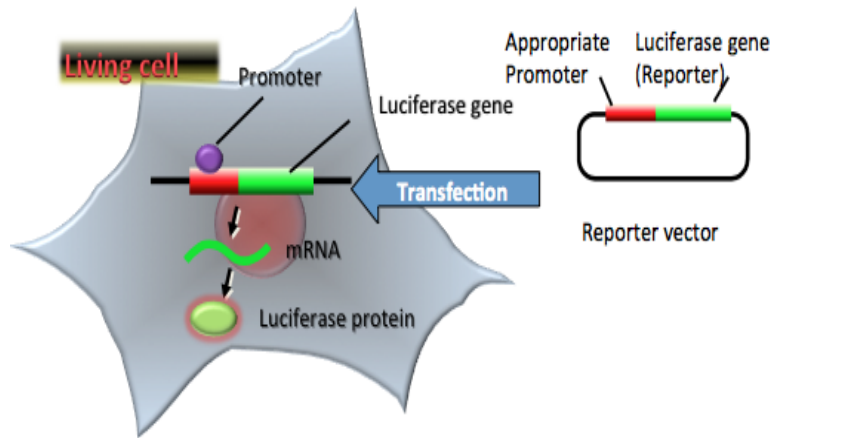 Living cell
Promoter
Luciferase gene
Transfection
mRNA
Luciferase protein
Appropriate
Promoter
Luciferase gene
(Reporter)
Reporter vector